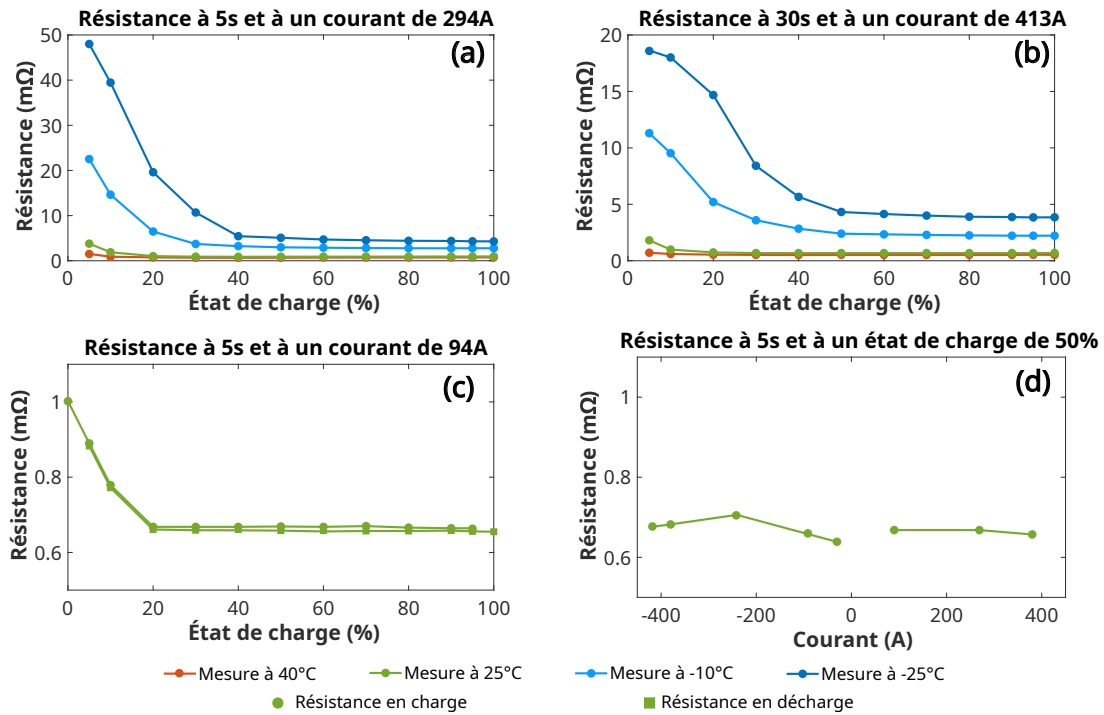 Résistance à 5s et à un courant de 294A
(a)
Résistance (mΩ)
50
40
30
20
10
0
0 20 40 60 80 100
État de charge (%)
Résistance à 30s et à un courant de 413A
(b)
Résistance (mΩ)
20
15
10
5
0
0 20 40 60 80 100
État de charge (%)
Résistance à 5s et à un courant de 94A
(c)
Résistance (mΩ)
1
0.8
0.6
0 20 40 60 80 100
État de charge (%)
Résistance à 5s et à un état de charge de 50%
(d)
Résistance (mΩ)
1
0.8
0.6
-400 -200 0 200 400
Courant (A)
Mesure à 40°C Mesure à 25°C Mesure à -10°C Mesure à -25°C
Résistance en charge Résistance en décharge